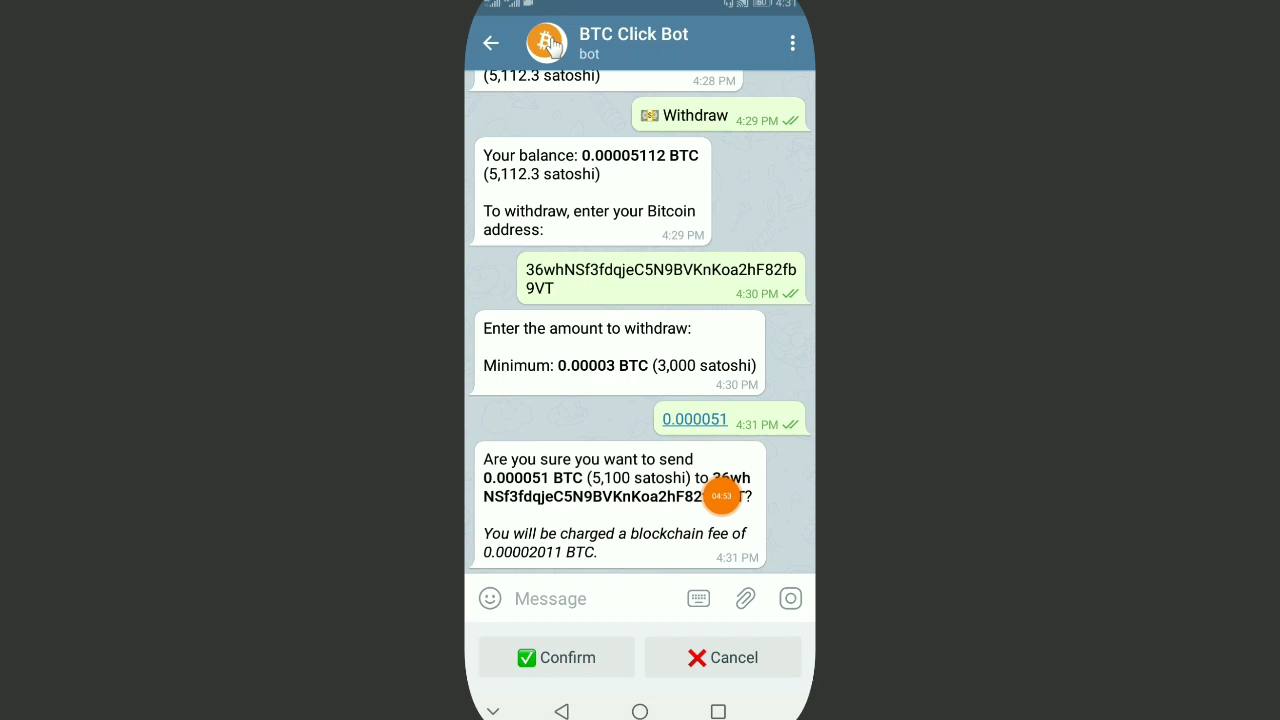 4:31
BTC Click Bot
bot
(5,112.3 satoshi)
4:28 PM
💵 Withdraw 4:29 PM
Your balance: 0.00005112 BTC
(5,112.3 satoshi)
To withdraw, enter your Bitcoin
address:
4:29 PM
36whNSf3fdqjeC5N9BVKnKoa2hF82fb
9VT
4:30 PM
Enter the amount to withdraw:
Minimum: 0.00003 BTC (3,000 satoshi)
4:30 PM
0.000051 4:31 PM
Are you sure you want to send
0.000051 BTC (5,100 satoshi) to 36wh
NSf3fdqjeC5N9BVKnKoa2hF82 T?
04:53
You will be charged a blockchain fee of
0.00002011 BTC.
4:31 PM
Message
✅ Confirm
❌ Cancel